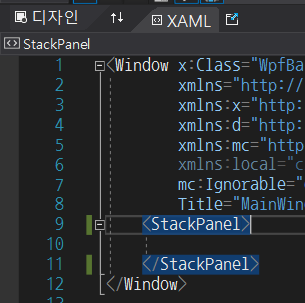 디자인 XAML
StackPanel
1 <Window x:Class="WpfBa
2 xmlns="http://
3 xmlns:x="http:
4 xmlns:d="http:
5 xmlns:mc="http
6 xmlns:local="c
7 mc:Ignorable="
8 Title="MainWin
9 <StackPanel>
10
11 </StackPanel>
12 </Window>